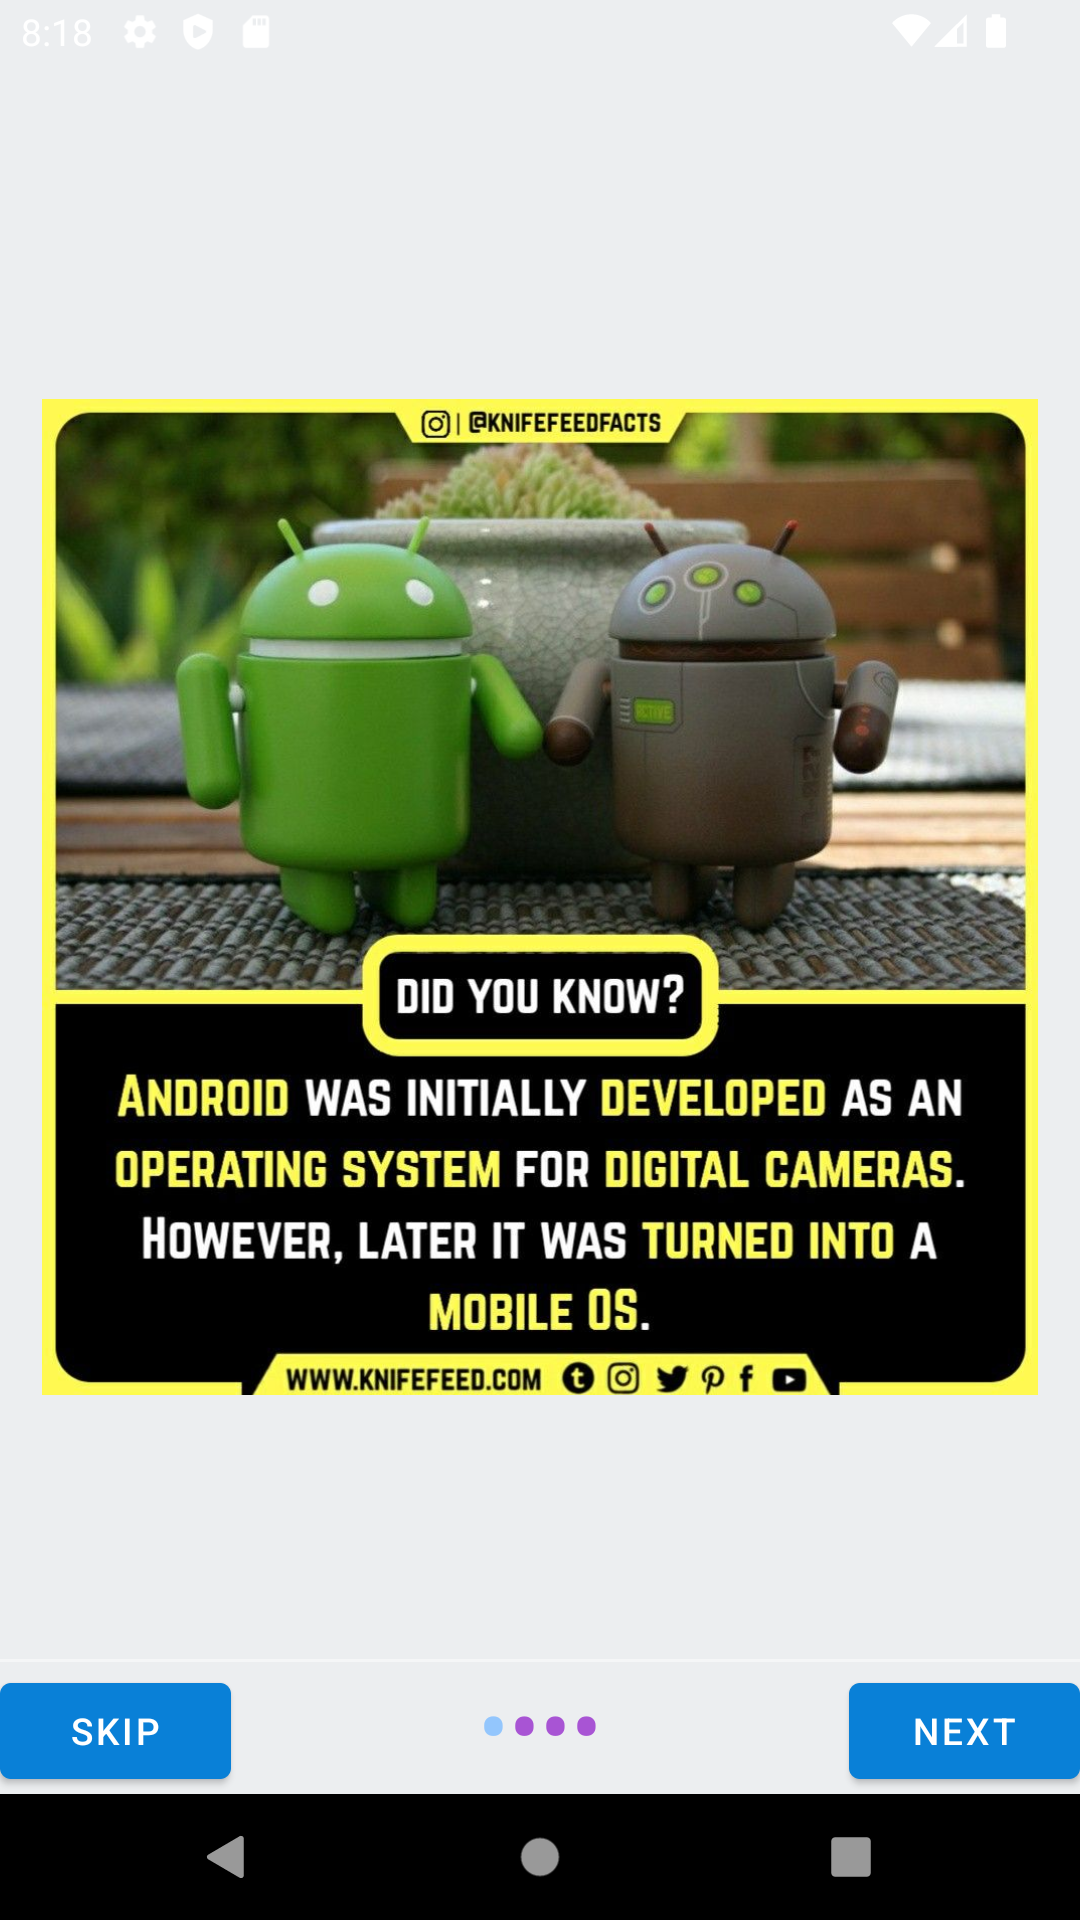 8:18
| @KNIFEFEEDFACTS
ACTIVE
DID YOU KNOW?
ANDROID WAS INITIALLY DEVELOPED AS AN
OPERATING SYSTEM FOR DIGITAL CAMERAS.
HOWEVER, LATER IT WAS TURNED INTO A
MOBILE OS.
WWW.KNIFEFEED.COM
SKIP
NEXT